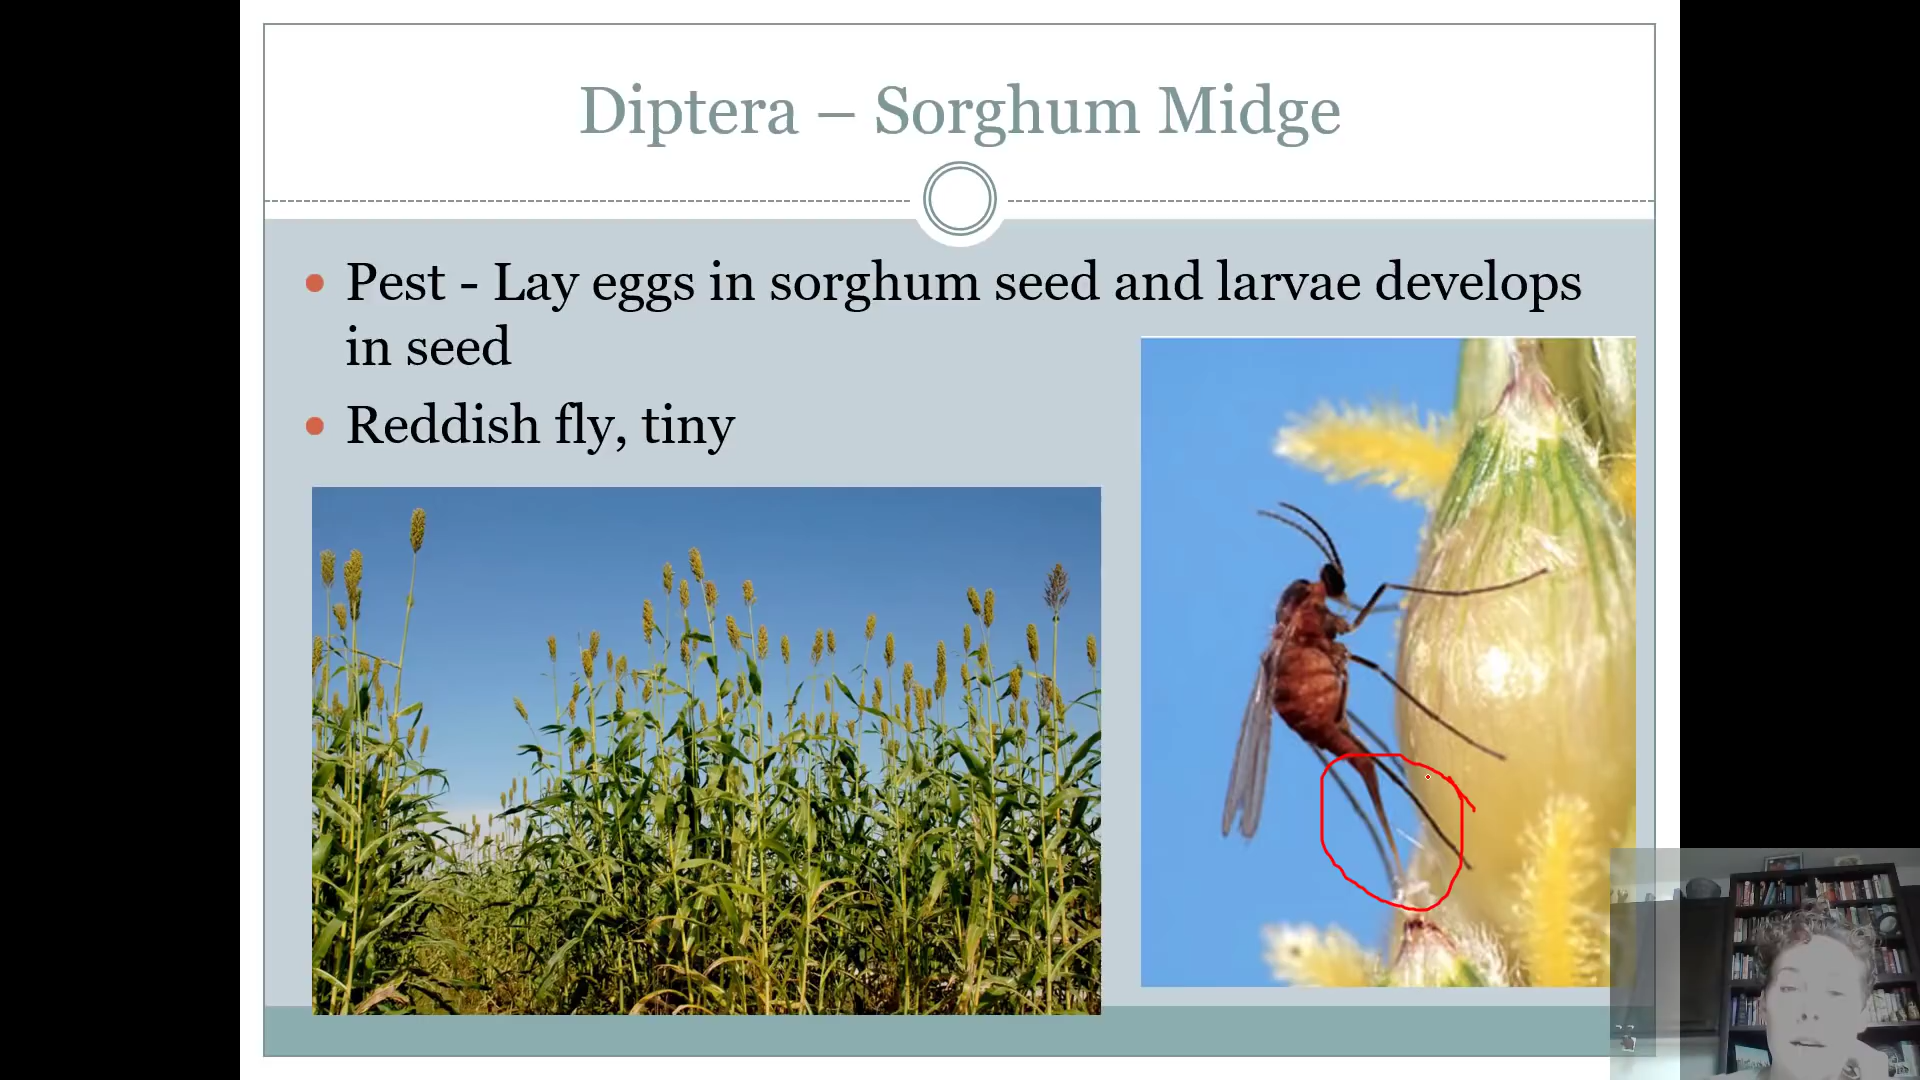 Diptera – Sorghum Midge
Pest - Lay eggs in sorghum seed and larvae develops
in seed
Reddish fly, tiny